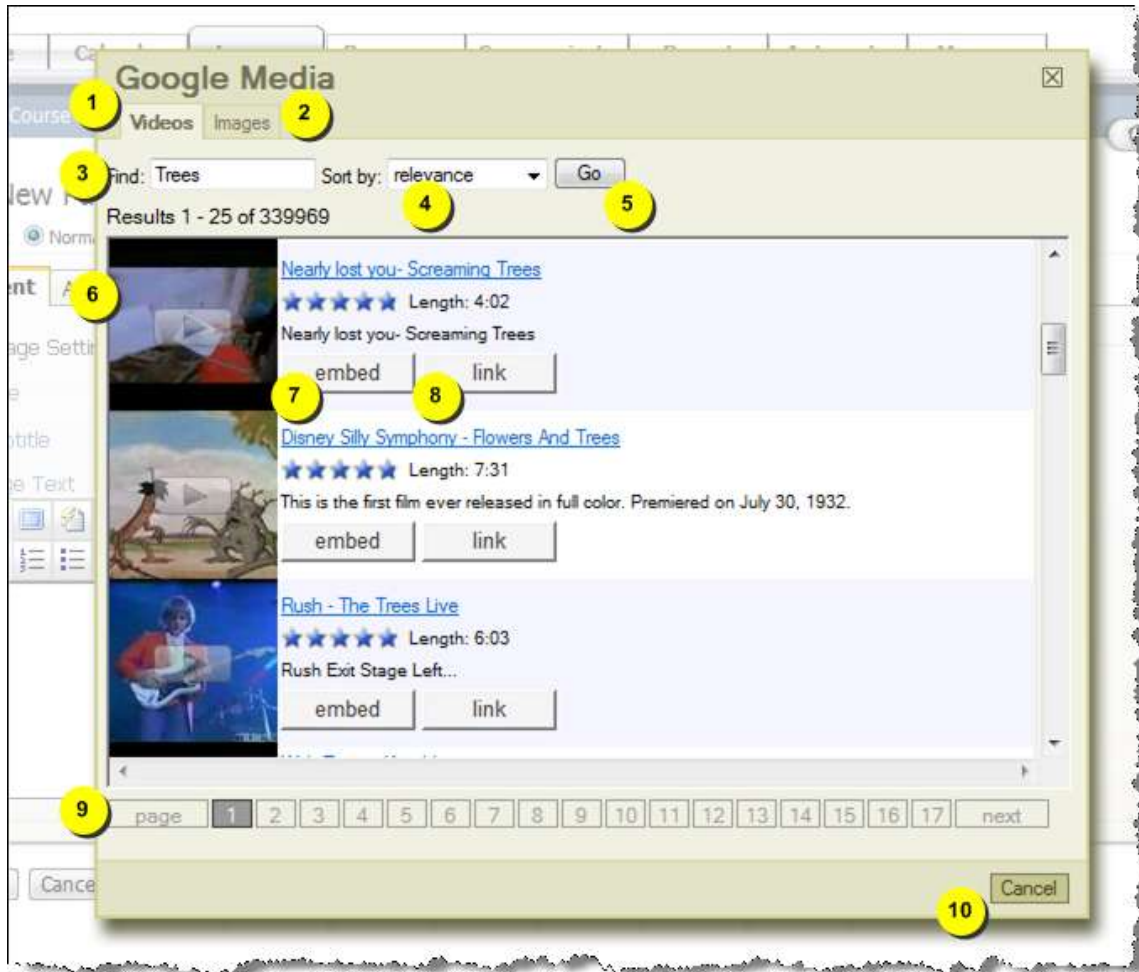 Google Media
1
Videos
Images
2
Course
3
Find: Trees
Sort by: relevance
Go
4
5
Results 1 - 25 of 339969
6
Nearly lost you- Screaming Trees
Length: 4:02
Nearly lost you- Screaming Trees
embed
link
7
8
Disney Silly Symphony - Flowers And Trees
Length: 7:31
This is the first film ever released in full color. Premiered on July 30, 1932.
embed
link
Rush - The Trees Live
Length: 6:03
Rush Exit Stage Left...
embed
link
9
page 1 2 3 4 5 6 7 8 9 10 11 12 13 14 15 16 17 next
Cancel
10